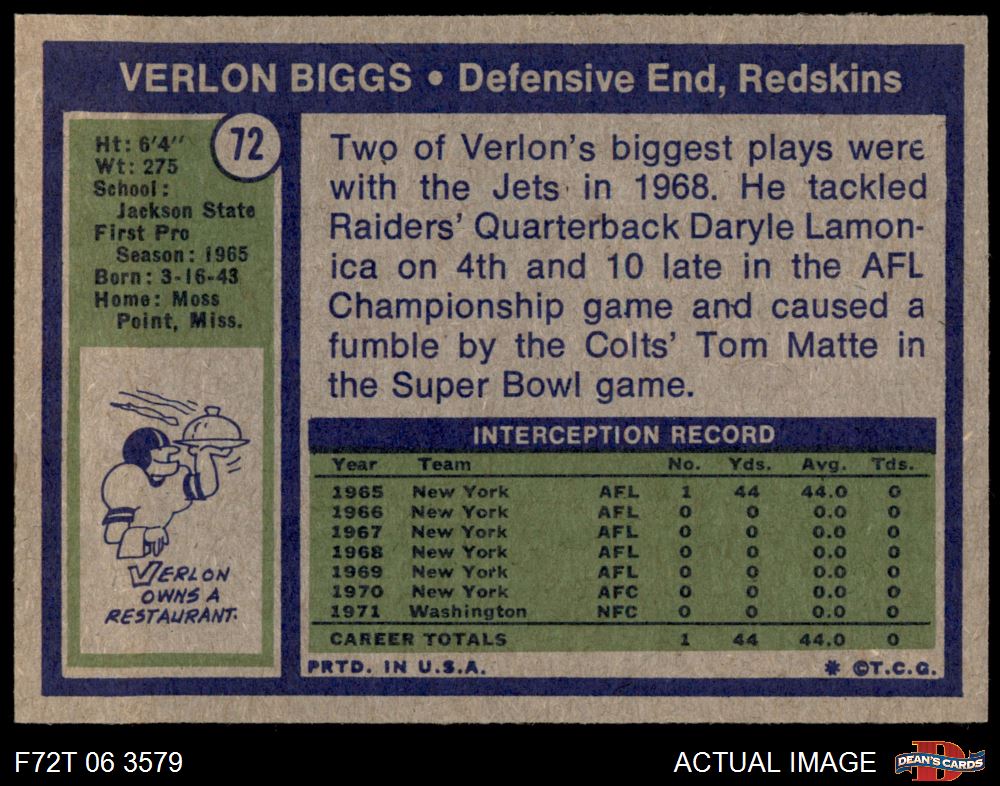 VERLON BIGGS • Defensive End, Redskins
72
Ht: 6'4"
Wt: 275
School:
Jackson State
First Pro
Season: 1965
Born: 3-16-43
Home: Moss
Point, Miss.
VERLON
OWNS A
RESTAURANT.
Two of Verlon's biggest plays were
with the Jets in 1968. He tackled
Raiders' Quarterback Daryle Lamon-
ica on 4th and 10 late in the AFL
Championship game and caused a
fumble by the Colts' Tom Matte in
the Super Bowl game.
INTERCEPTION RECORD
Year Team No. Yds. Avg. Tds.
1965 New York AFL 1 44 44.0 0
1966 New York AFL 0 0 0.0 0
1967 New York AFL 0 0 0.0 0
1968 New York AFL 0 0 0.0 0
1969 New York AFL 0 0 0.0 0
1970 New York AFC 0 0 0.0 0
1971 Washington NFC 0 0 0.0 0
CAREER TOTALS 1 44 44.0 0
PRTD. IN U.S.A. * ©T.C.G.
F72T 06 3579 ACTUAL IMAGE
D
DEAN'S CARDS